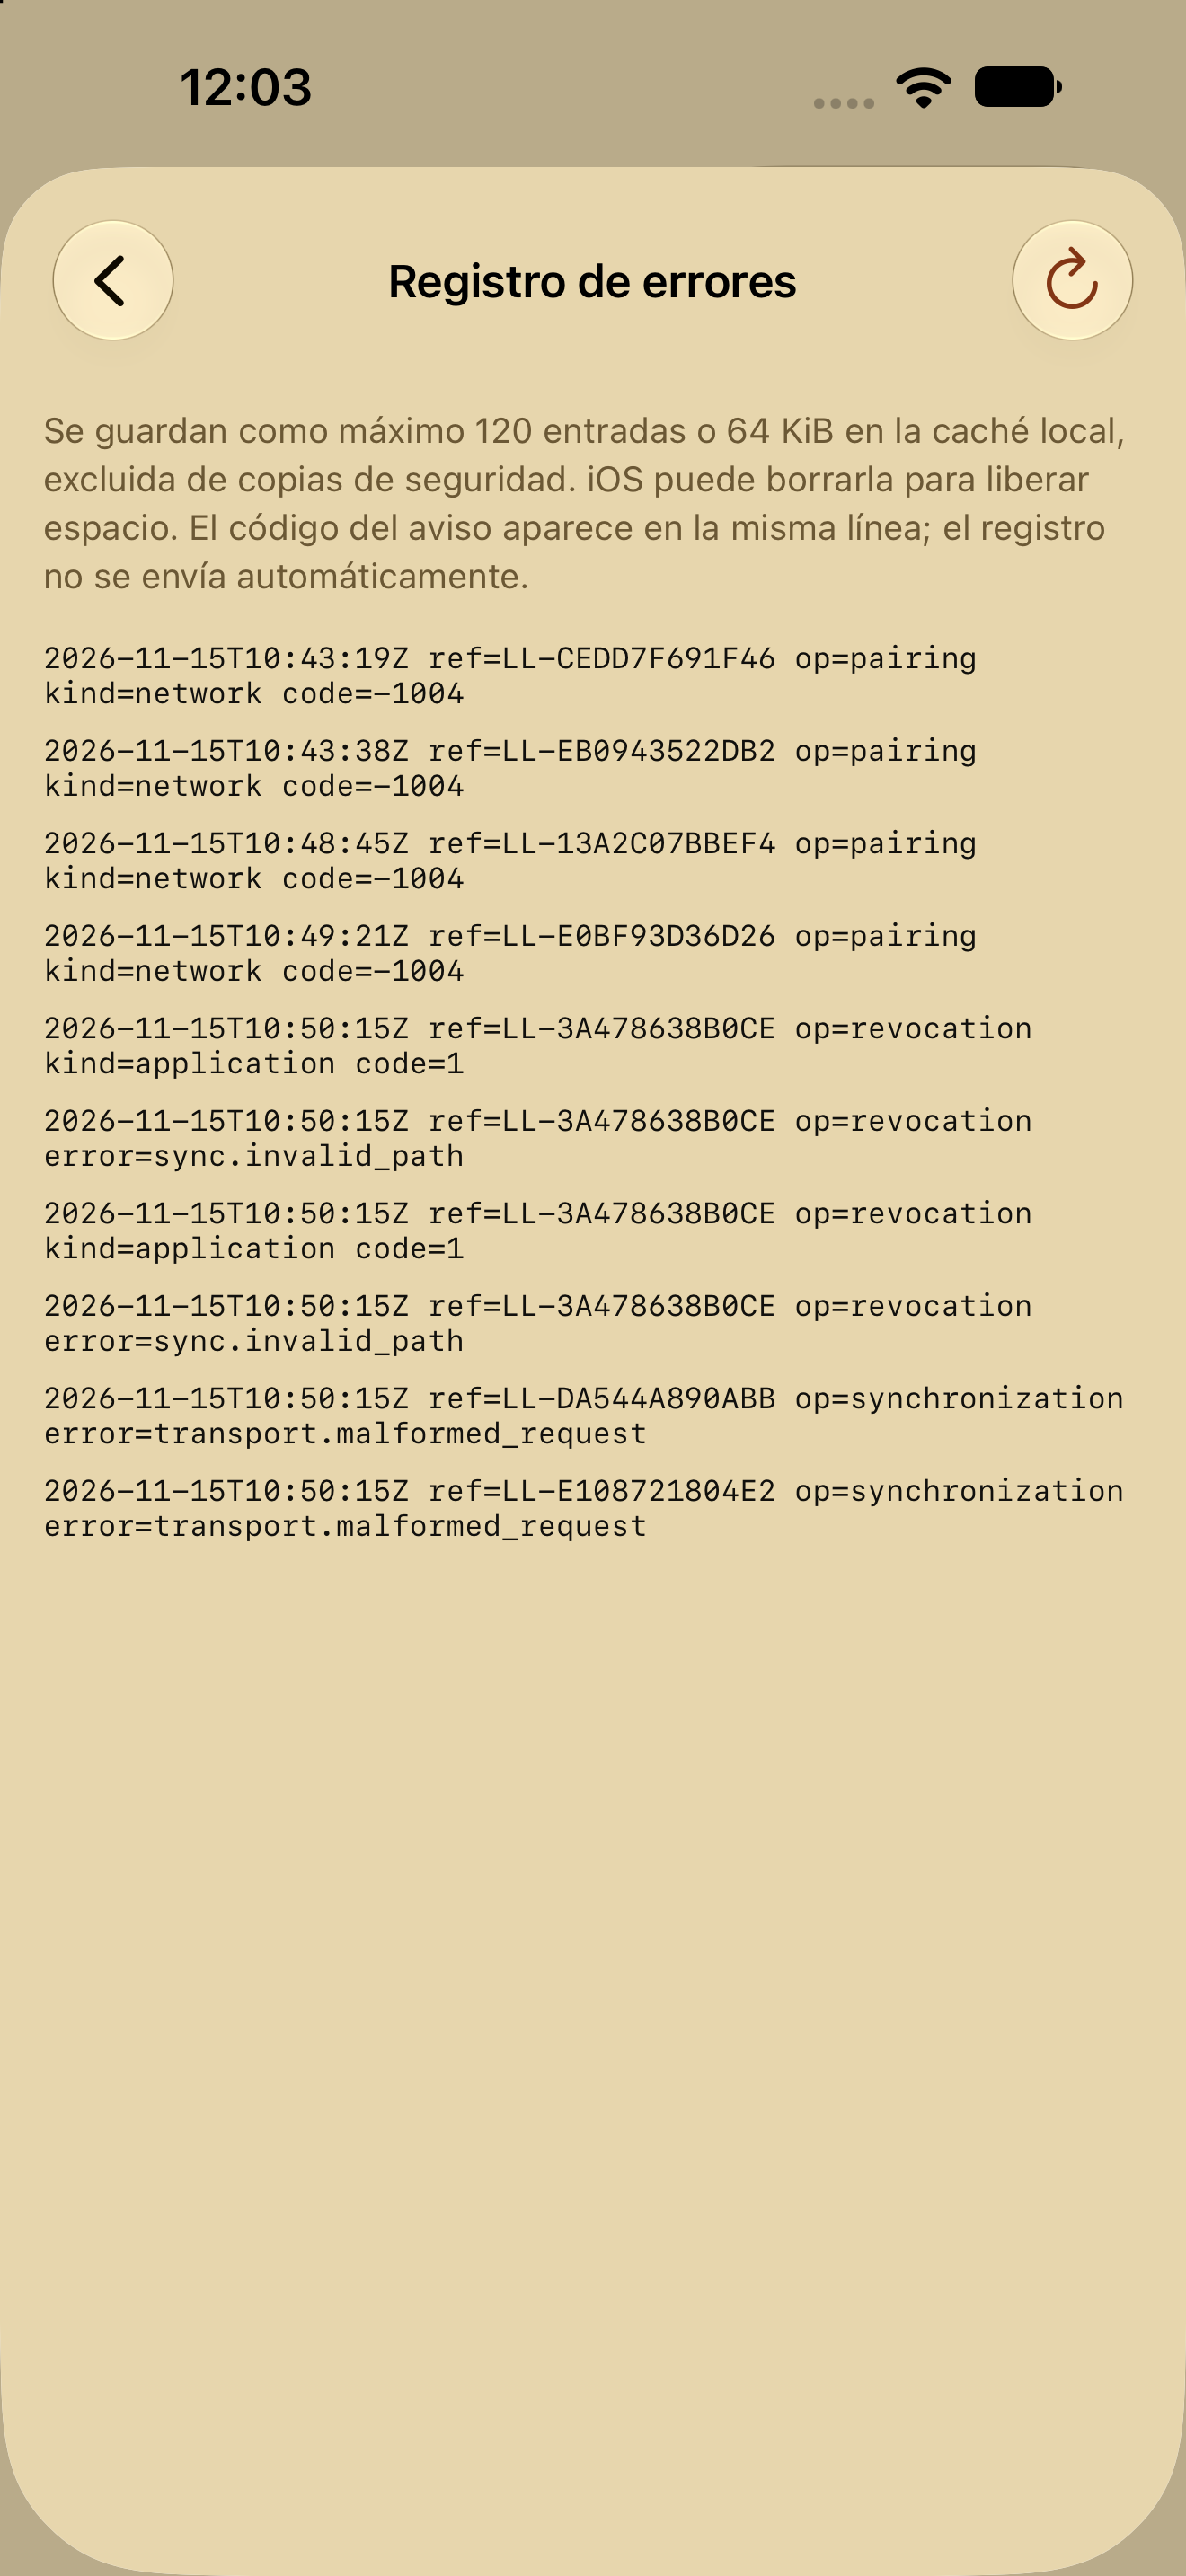 12:03
Registro de errores
Se guardan como máximo 120 entradas o 64 KiB en la caché local,
excluida de copias de seguridad. iOS puede borrarla para liberar
espacio. El código del aviso aparece en la misma línea; el registro
no se envía automáticamente.
2026-11-15T10:43:19Z ref=LL-CEDD7F691F46 op=pairing
kind=network code=-1004
2026-11-15T10:43:38Z ref=LL-EB0943522DB2 op=pairing
kind=network code=-1004
2026-11-15T10:48:45Z ref=LL-13A2C07BBEF4 op=pairing
kind=network code=-1004
2026-11-15T10:49:21Z ref=LL-E0BF93D36D26 op=pairing
kind=network code=-1004
2026-11-15T10:50:15Z ref=LL-3A478638B0CE op=revocation
kind=application code=1
2026-11-15T10:50:15Z ref=LL-3A478638B0CE op=revocation
error=sync.invalid_path
2026-11-15T10:50:15Z ref=LL-3A478638B0CE op=revocation
kind=application code=1
2026-11-15T10:50:15Z ref=LL-3A478638B0CE op=revocation
error=sync.invalid_path
2026-11-15T10:50:15Z ref=LL-DA544A890ABB op=synchronization
error=transport.malformed_request
2026-11-15T10:50:15Z ref=LL-E108721804E2 op=synchronization
error=transport.malformed_request